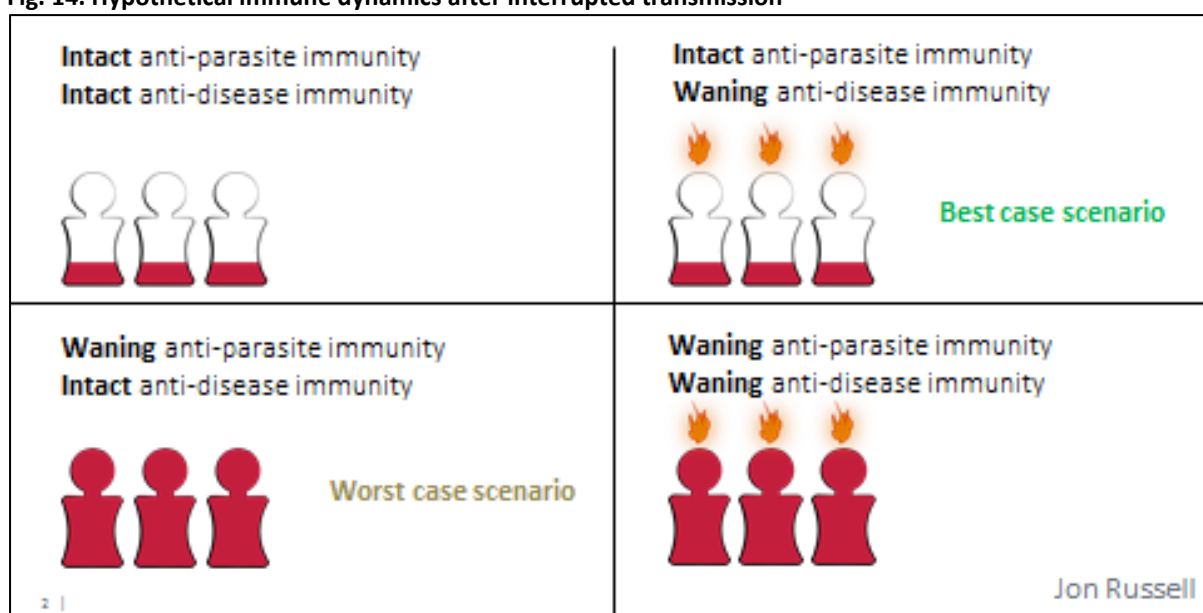 Fig. 14. Hypothetical immune dynamics after interrupted transmission
Intact anti-parasite immunity
Intact anti-disease immunity
Intact anti-parasite immunity
Waning anti-disease immunity
Best case scenario
Waning anti-parasite immunity
Intact anti-disease immunity
Worst case scenario
Waning anti-parasite immunity
Waning anti-disease immunity
2 |
Jon Russell